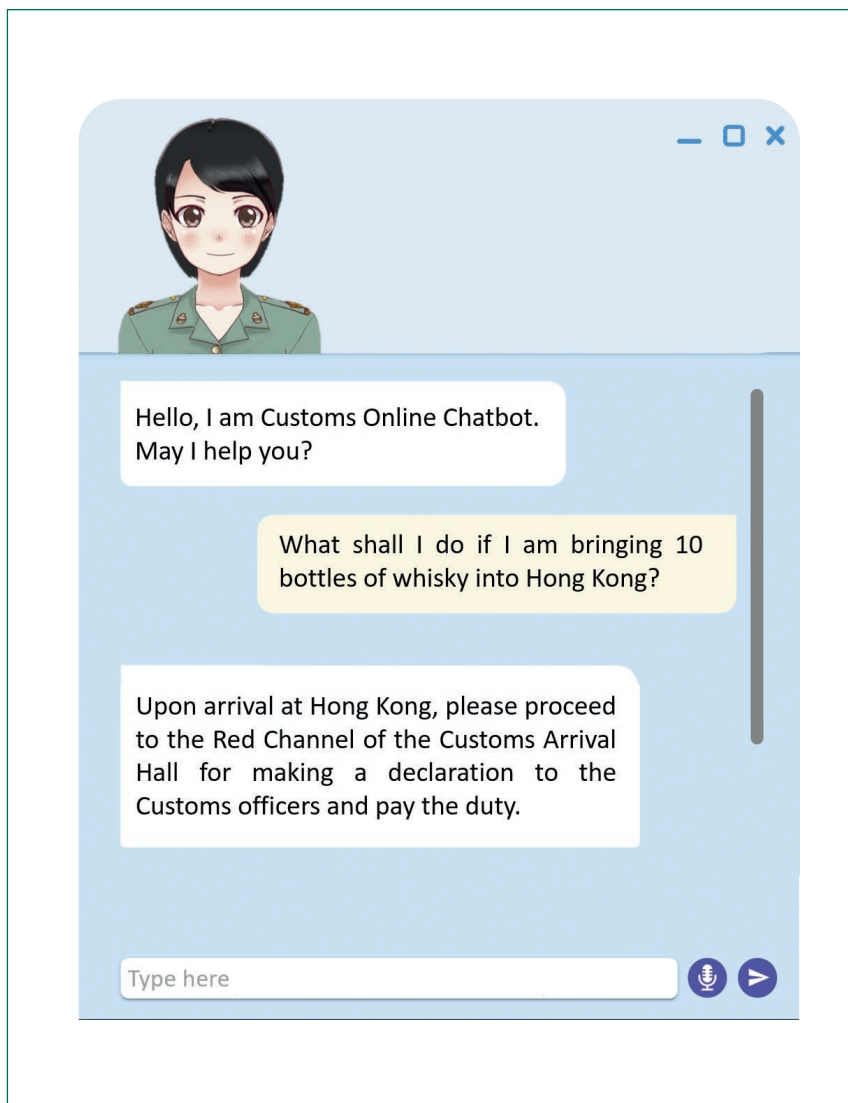 Hello, I am Customs Online Chatbot.
May I help you?
What shall I do if I am bringing 10
bottles of whisky into Hong Kong?
Upon arrival at Hong Kong, please proceed
to the Red Channel of the Customs Arrival
Hall for making a declaration to the
Customs officers and pay the duty.
Type here